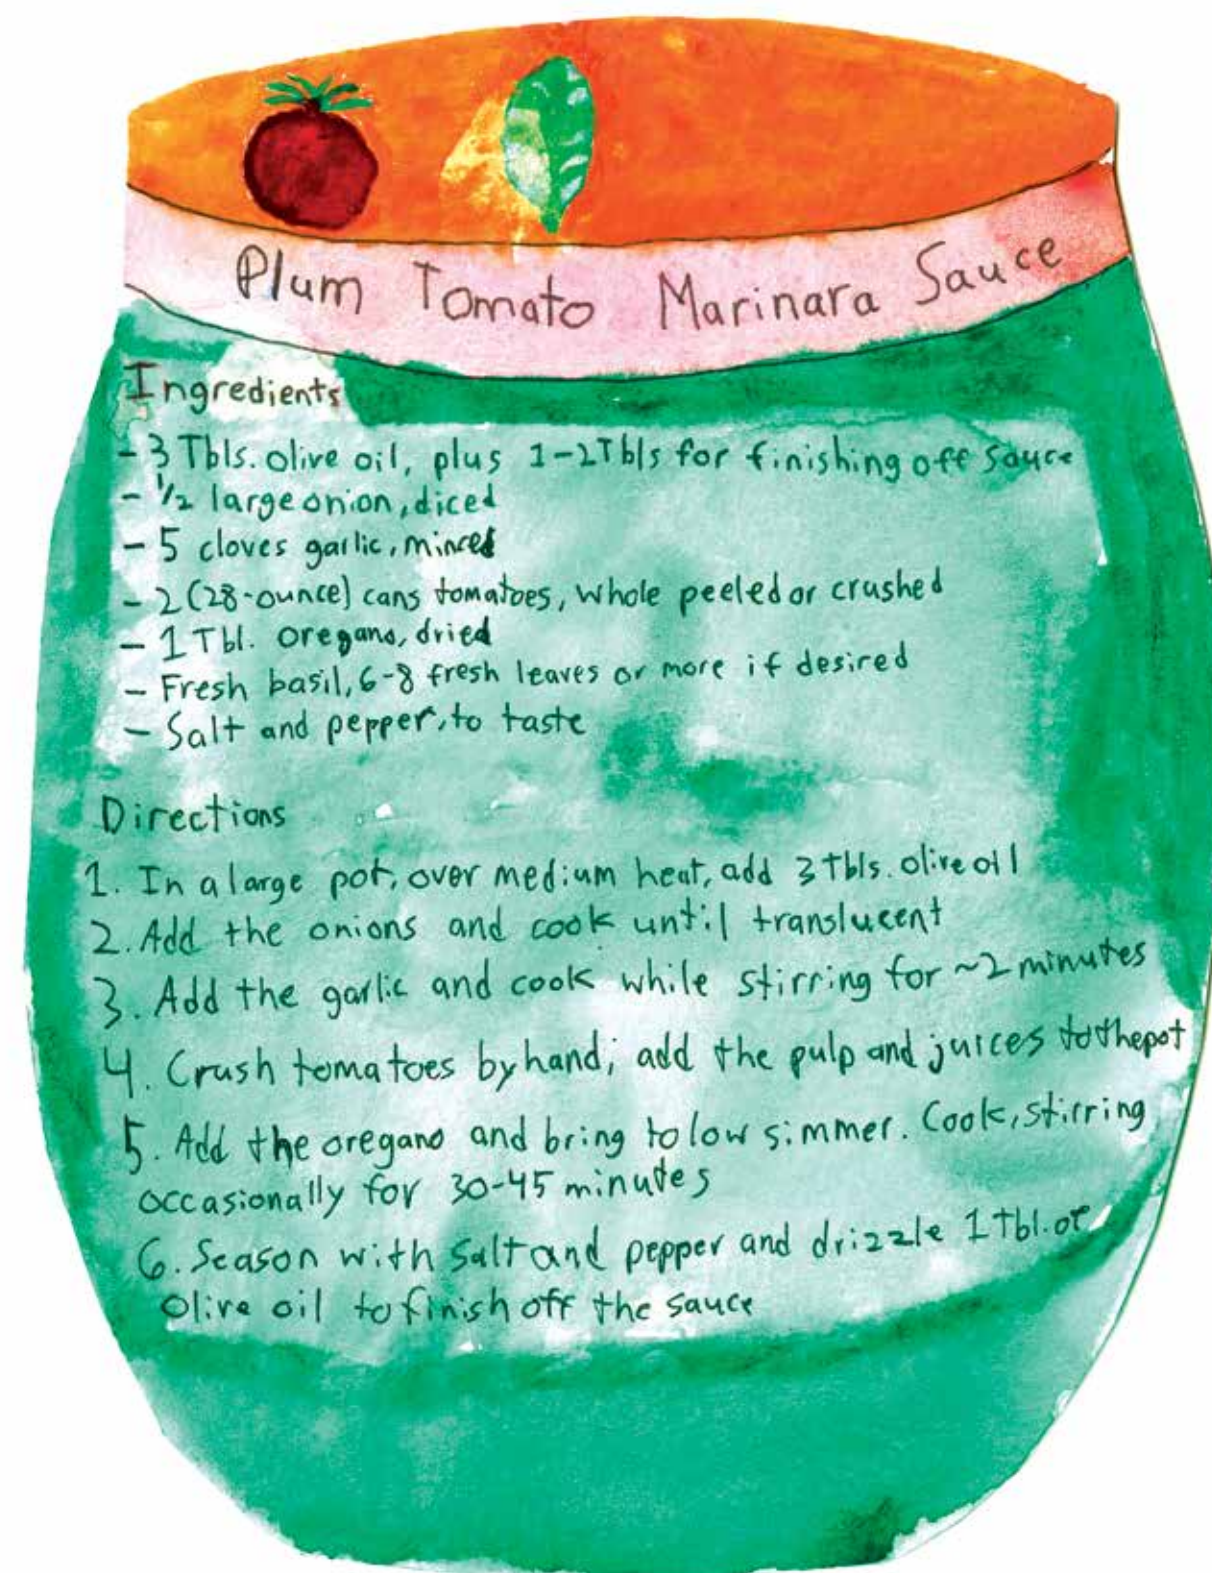 Plum Tomato Marinara Sauce
Ingredients
- 3 Tbls. olive oil, plus 1-2Tbls for finishing off sauce
- 1/2 large onion, diced
- 5 cloves garlic, minced
- 2 (28-ounce) cans tomatoes, whole peeled or crushed
- 1 Tbl. oregano, dried
- Fresh basil, 6-8 fresh leaves or more if desired
- Salt and pepper, to taste
Directions
1. In a large pot, over medium heat, add 3 Tbls. olive oil
2. Add the onions and cook until translucent
3. Add the garlic and cook while stirring for ~2 minutes
4. Crush tomatoes by hand; add the pulp and juices to the pot
5. Add the oregano and bring to low simmer. Cook, stirring
occasionally for 30-45 minutes
6. Season with salt and pepper and drizzle 1 Tbl. of
olive oil to finish off the sauce